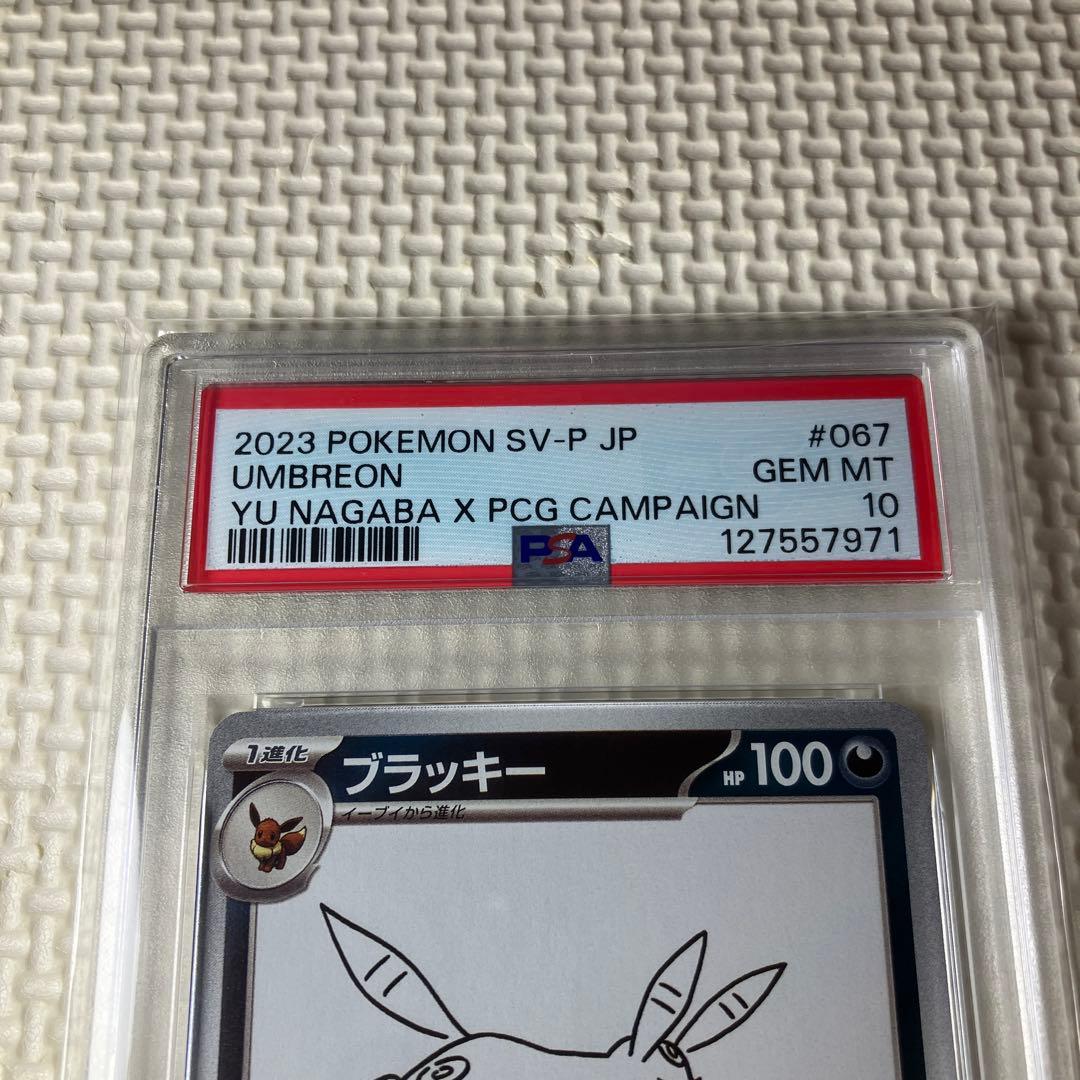 2023 POKEMON SV-P JP #067
UMBREON GEM MT
YU NAGABA X PCG CAMPAIGN 10
PSA 127557971
1進化 ブラッキー HP 100
イーブイから進化